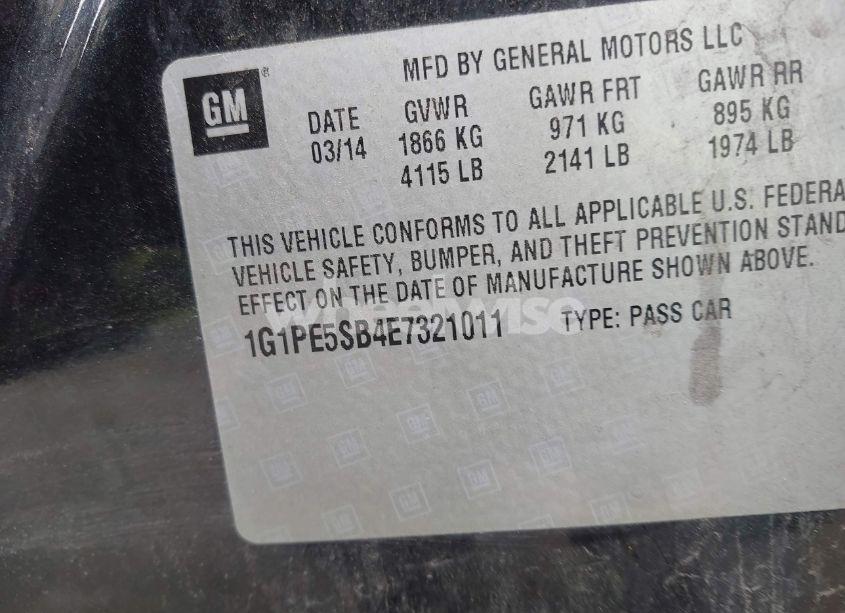 MFD BY GENERAL MOTORS LLC
GM®
DATE GVWR GAWR FRT GAWR RR
03/14 1866 KG 971 KG 895 KG
4115 LB 2141 LB 1974 LB
THIS VEHICLE CONFORMS TO ALL APPLICABLE U.S. FEDERA
VEHICLE SAFETY, BUMPER, AND THEFT PREVENTION STAND
EFFECT ON THE DATE OF MANUFACTURE SHOWN ABOVE.
1G1PE5SB4E7321011 TYPE: PASS CAR